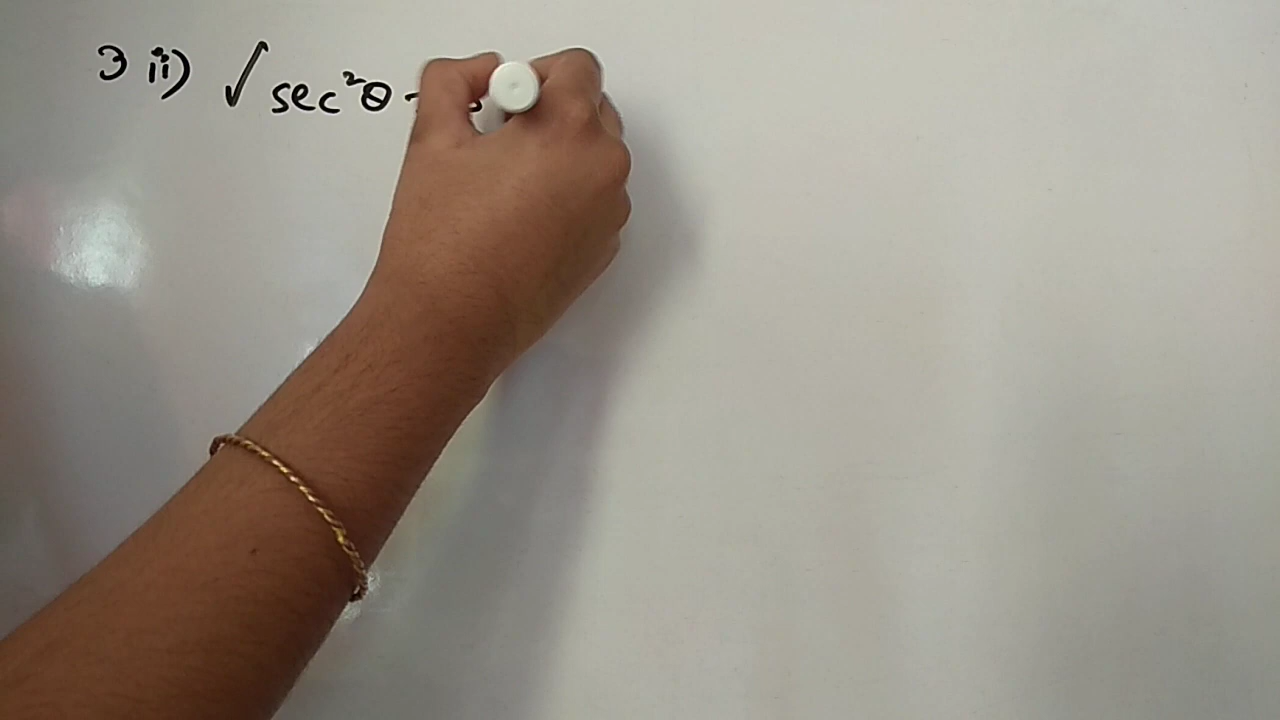 3 ii) √ sec²θ